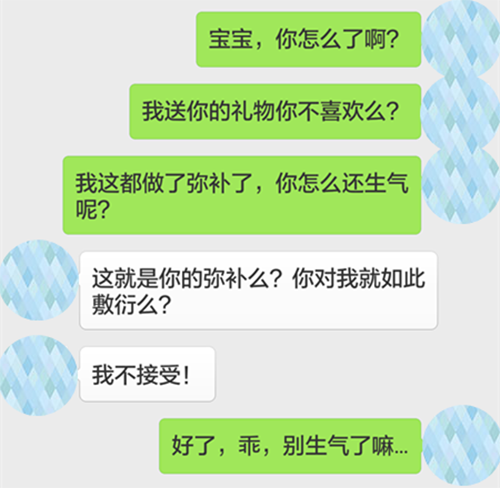 宝宝，你怎么了啊？
我送你的礼物你不喜欢么？
我这都做了弥补了，你怎么还生气
呢？
这就是你的弥补么？你对我就如此
敷衍么？
我不接受！
好了，乖，别生气了嘛...